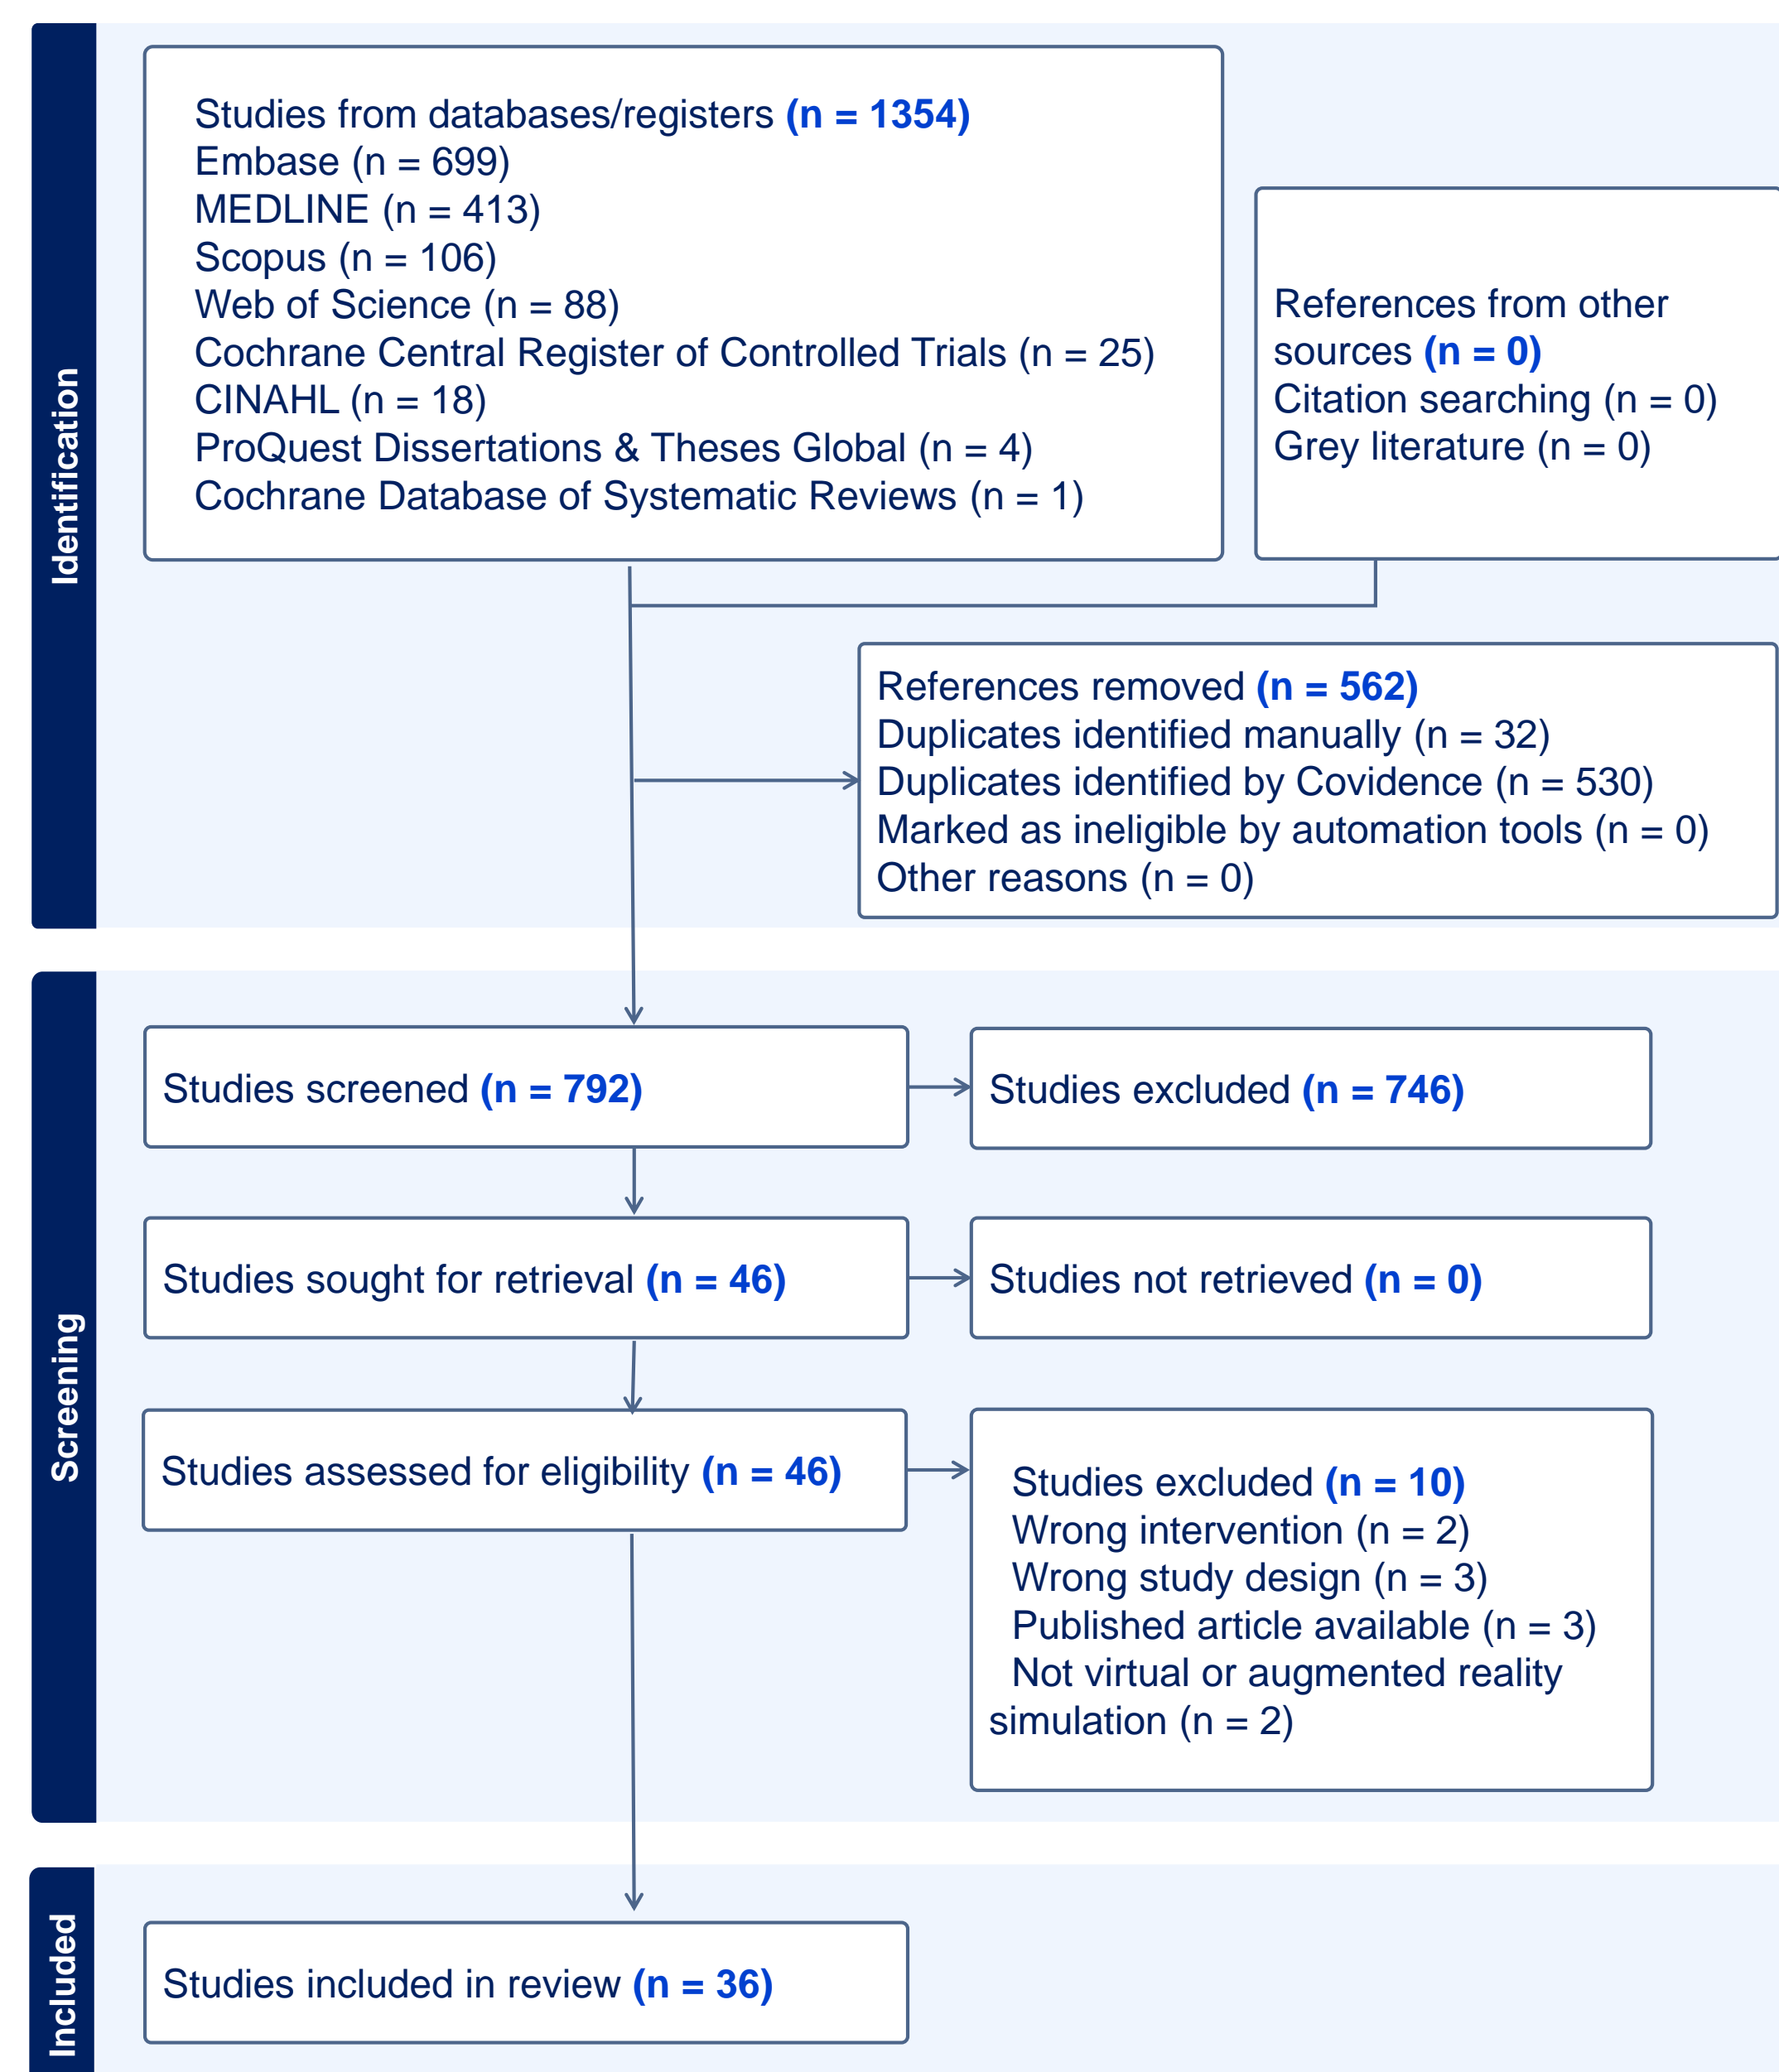 Identification
Studies from databases/registers (n = 1354)
Embase (n = 699)
MEDLINE (n = 413)
Scopus (n = 106)
Web of Science (n = 88)
Cochrane Central Register of Controlled Trials (n = 25)
CINAHL (n = 18)
ProQuest Dissertations & Theses Global (n = 4)
Cochrane Database of Systematic Reviews (n = 1)
References from other
sources (n = 0)
Citation searching (n = 0)
Grey literature (n = 0)
References removed (n = 562)
Duplicates identified manually (n = 32)
Duplicates identified by Covidence (n = 530)
Marked as ineligible by automation tools (n = 0)
Other reasons (n = 0)
Screening
Studies screened (n = 792)
Studies excluded (n = 746)
Studies sought for retrieval (n = 46)
Studies not retrieved (n = 0)
Studies assessed for eligibility (n = 46)
Studies excluded (n = 10)
Wrong intervention (n = 2)
Wrong study design (n = 3)
Published article available (n = 3)
Not virtual or augmented reality
simulation (n = 2)
Included
Studies included in review (n = 36)